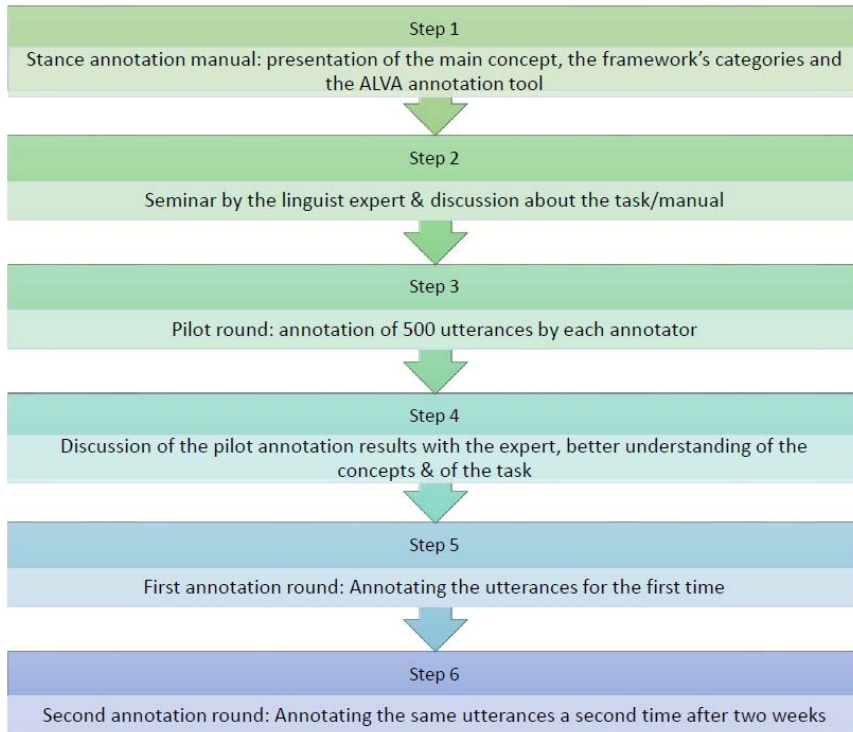 Step 1
Stance annotation manual: presentation of the main concept, the framework's categories and
the ALVA annotation tool
Step 2
Seminar by the linguist expert & discussion about the task/manual
Step 3
Pilot round: annotation of 500 utterances by each annotator
Step 4
Discussion of the pilot annotation results with the expert, better understanding of the
concepts & of the task
Step 5
First annotation round: Annotating the utterances for the first time
Step 6
Second annotation round: Annotating the same utterances a second time after two weeks